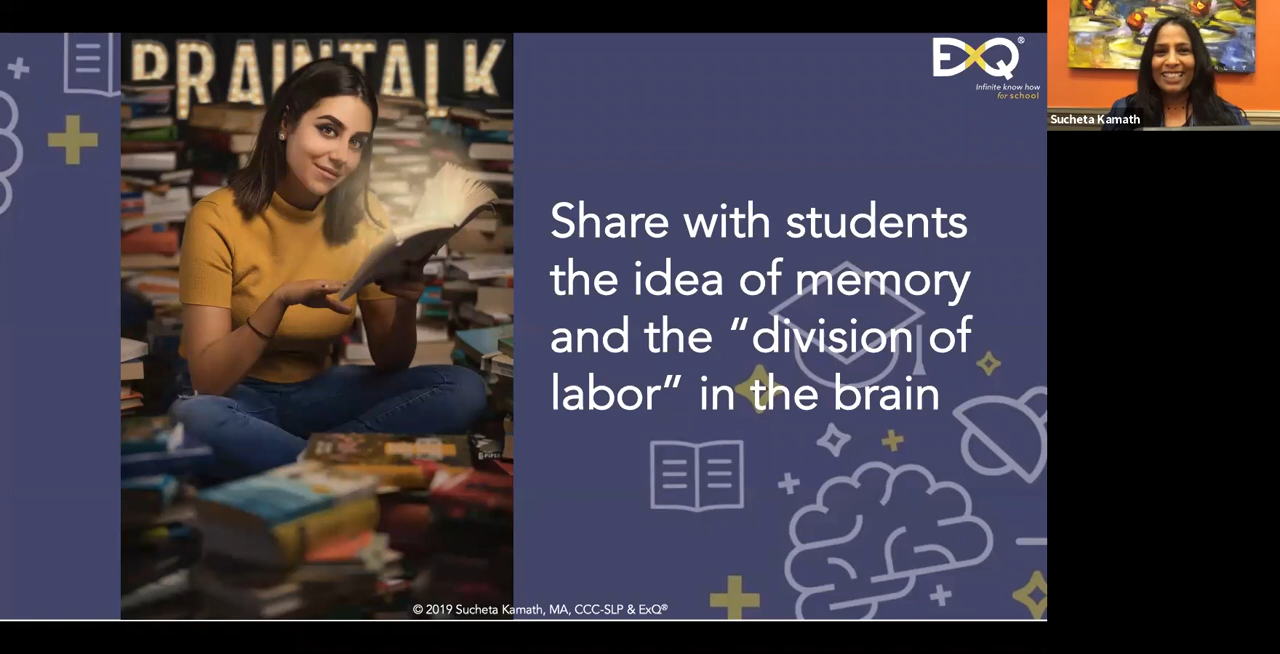 BRAINTALK
EXQ®
Infinite know how
for school
Sucheta Kamath
Share with students
the idea of memory
and the “division of
labor” in the brain
© 2019 Sucheta Kamath, MA, CCC-SLP & ExQ®